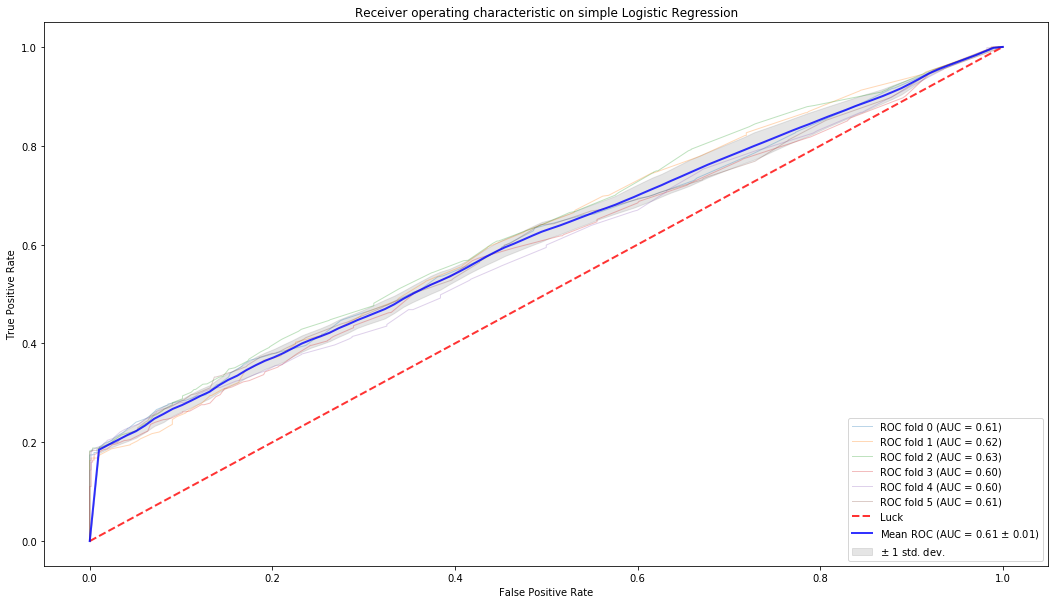 Receiver operating characteristic on simple Logistic Regression
True Positive Rate
1.0
0.8
0.6
0.4
0.2
0.0
0.0
0.2
0.4
0.6
0.8
1.0
False Positive Rate
ROC fold 0 (AUC = 0.61)
ROC fold 1 (AUC = 0.62)
ROC fold 2 (AUC = 0.63)
ROC fold 3 (AUC = 0.60)
ROC fold 4 (AUC = 0.60)
ROC fold 5 (AUC = 0.61)
Luck
Mean ROC (AUC = 0.61 ± 0.01)
± 1 std. dev.